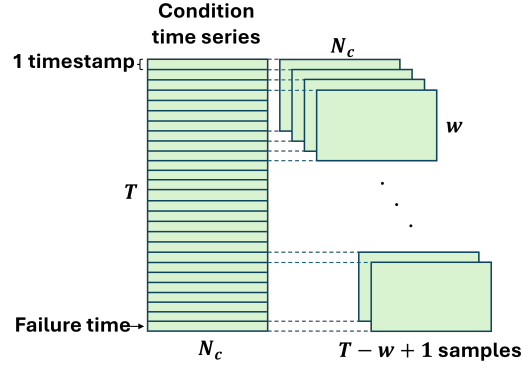 Condition
time series
1 timestamp
N_c
w
T
Failure time
N_c
T − w + 1 samples